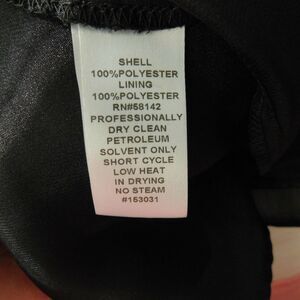 SHELL
100%POLYESTER
LINING
100%POLYESTER
RN#58142
PROFESSIONALLY
DRY CLEAN
PETROLEUM
SOLVENT ONLY
SHORT CYCLE
LOW HEAT
IN DRYING
NO STEAM
#153031